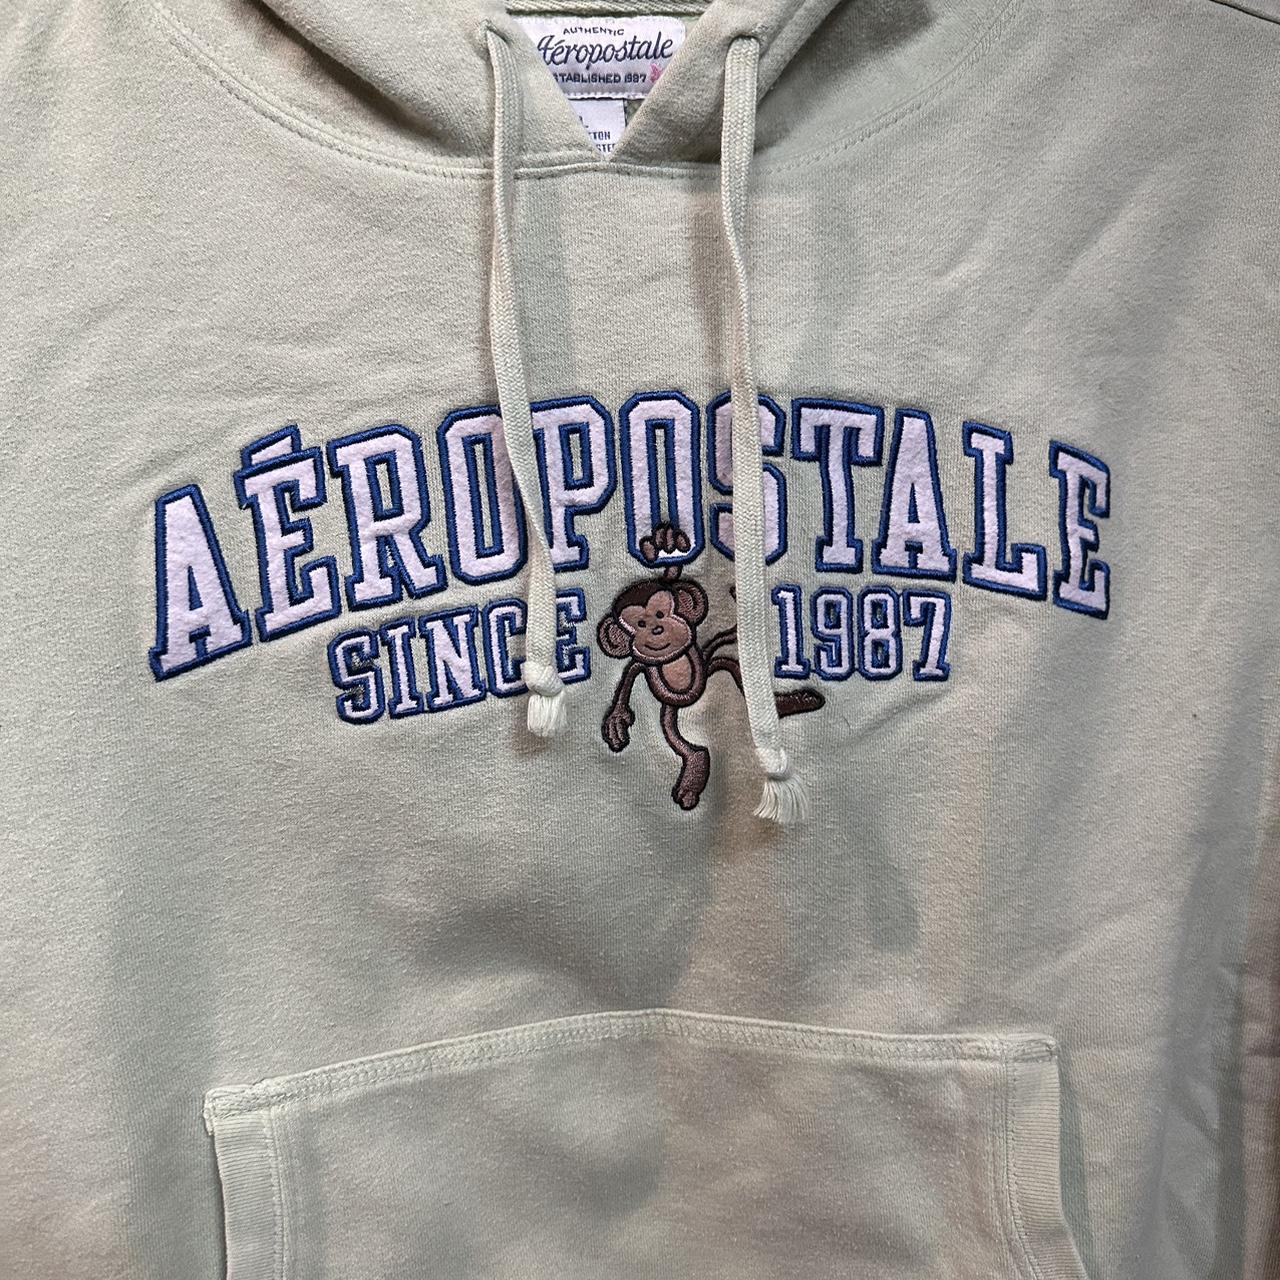 AUTHENTIC
Aéropostale
ESTABLISHED 1987
AÉROPOSTALE
SINCE 1987